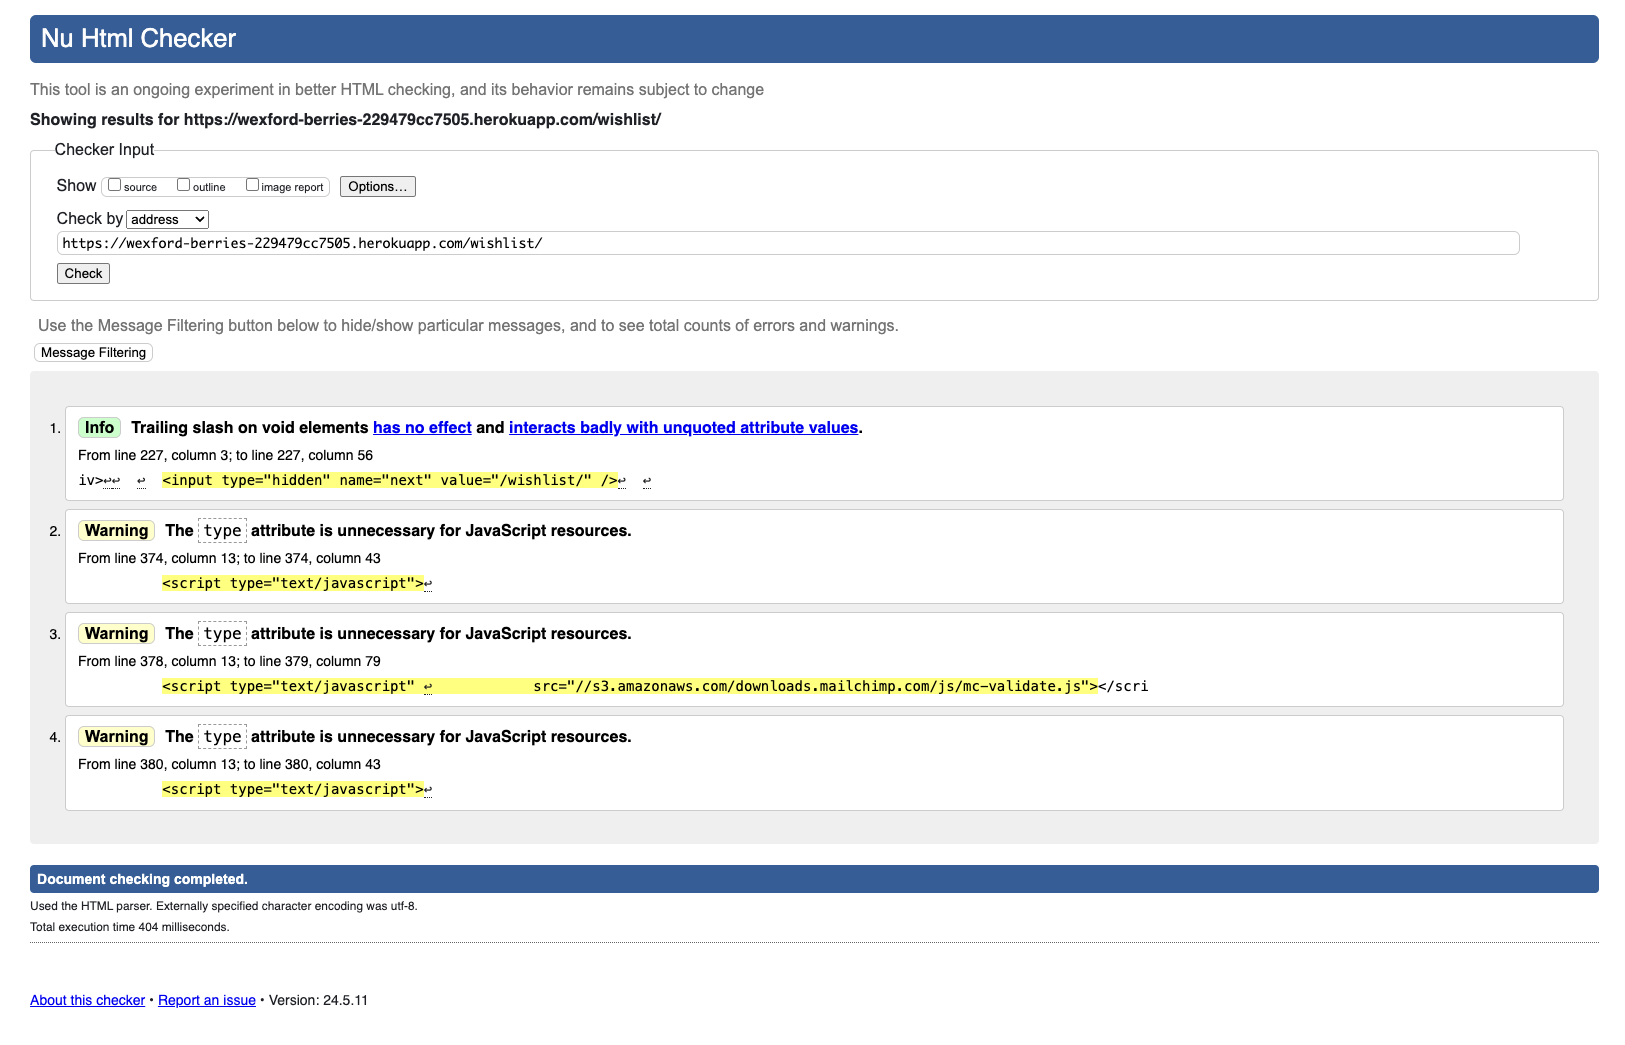 Nu Html Checker
This tool is an ongoing experiment in better HTML checking, and its behavior remains subject to change
Showing results for https://wexford-berries-229479cc7505.herokuapp.com/wishlist/
Checker Input
Show source outline image report Options...
Check by address
https://wexford-berries-229479cc7505.herokuapp.com/wishlist/
Check
Use the Message Filtering button below to hide/show particular messages, and to see total counts of errors and warnings.
Message Filtering
1. Info Trailing slash on void elements has no effect and interacts badly with unquoted attribute values.
From line 227, column 3; to line 227, column 56
iv>↩↩ ↩ <input type="hidden" name="next" value="/wishlist/" />↩ ↩
2. Warning The type attribute is unnecessary for JavaScript resources.
From line 374, column 13; to line 374, column 43
<script type="text/javascript">↩
3. Warning The type attribute is unnecessary for JavaScript resources.
From line 378, column 13; to line 379, column 79
<script type="text/javascript" ↩ src="//s3.amazonaws.com/downloads.mailchimp.com/js/mc-validate.js"></scri
4. Warning The type attribute is unnecessary for JavaScript resources.
From line 380, column 13; to line 380, column 43
<script type="text/javascript">↩
Document checking completed.
Used the HTML parser. Externally specified character encoding was utf-8.
Total execution time 404 milliseconds.
About this checker • Report an issue • Version: 24.5.11